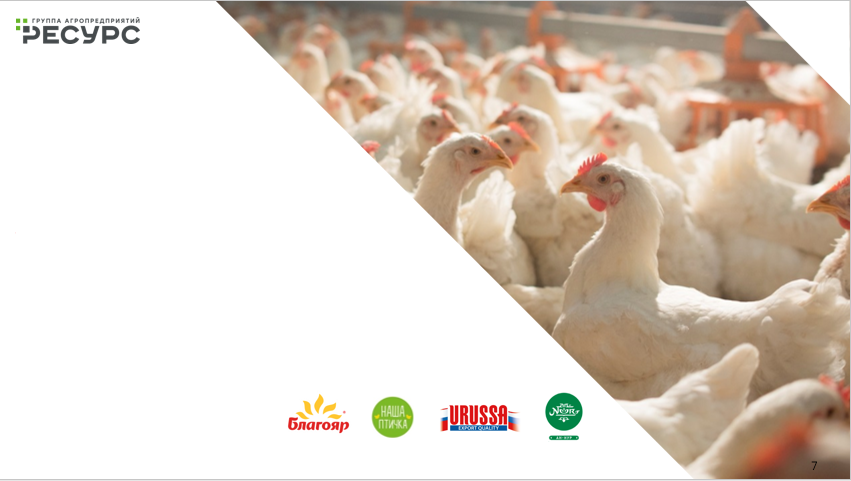 ГРУППА АГРОПРЕДПРИЯТИЙ
РЕСУРС
благояр
НАША
ПТИЧКА
URUSSA
EXPORT QUALITY
7